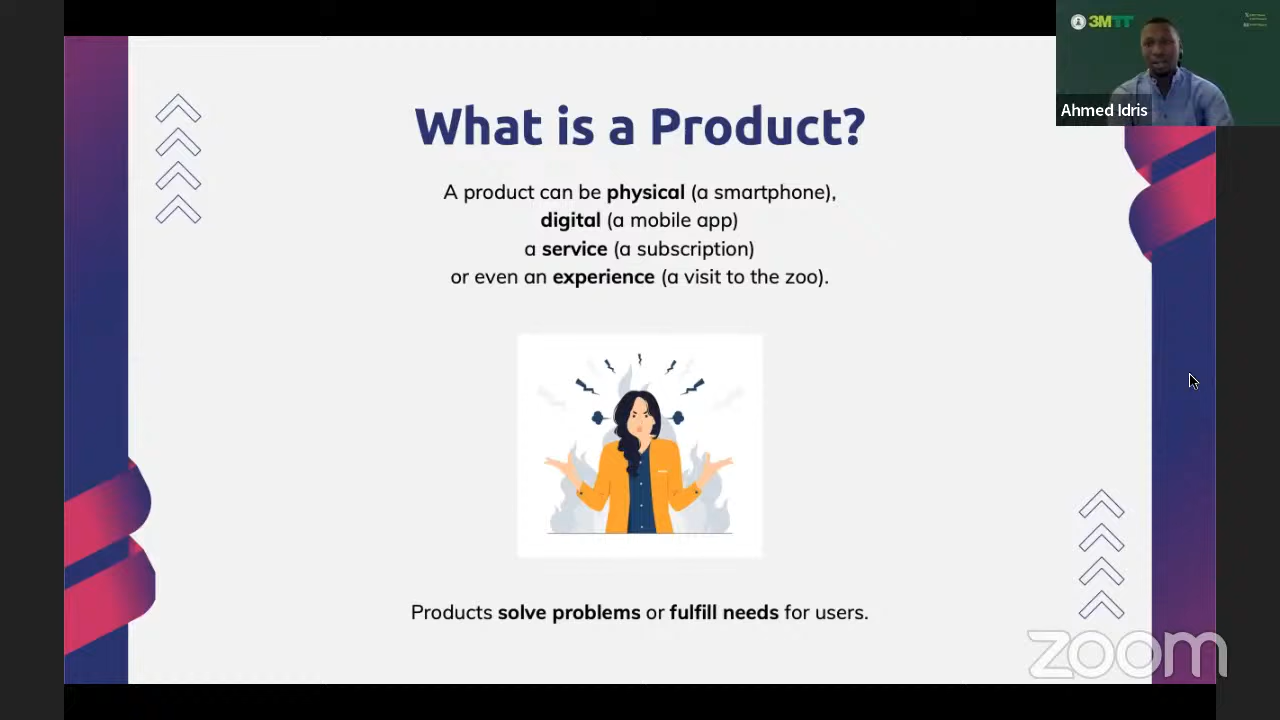 What is a Product?
A product can be physical (a smartphone),
digital (a mobile app)
a service (a subscription)
or even an experience (a visit to the zoo).
Products solve problems or fulfill needs for users.
3MTT
Ahmed Idris
zoom